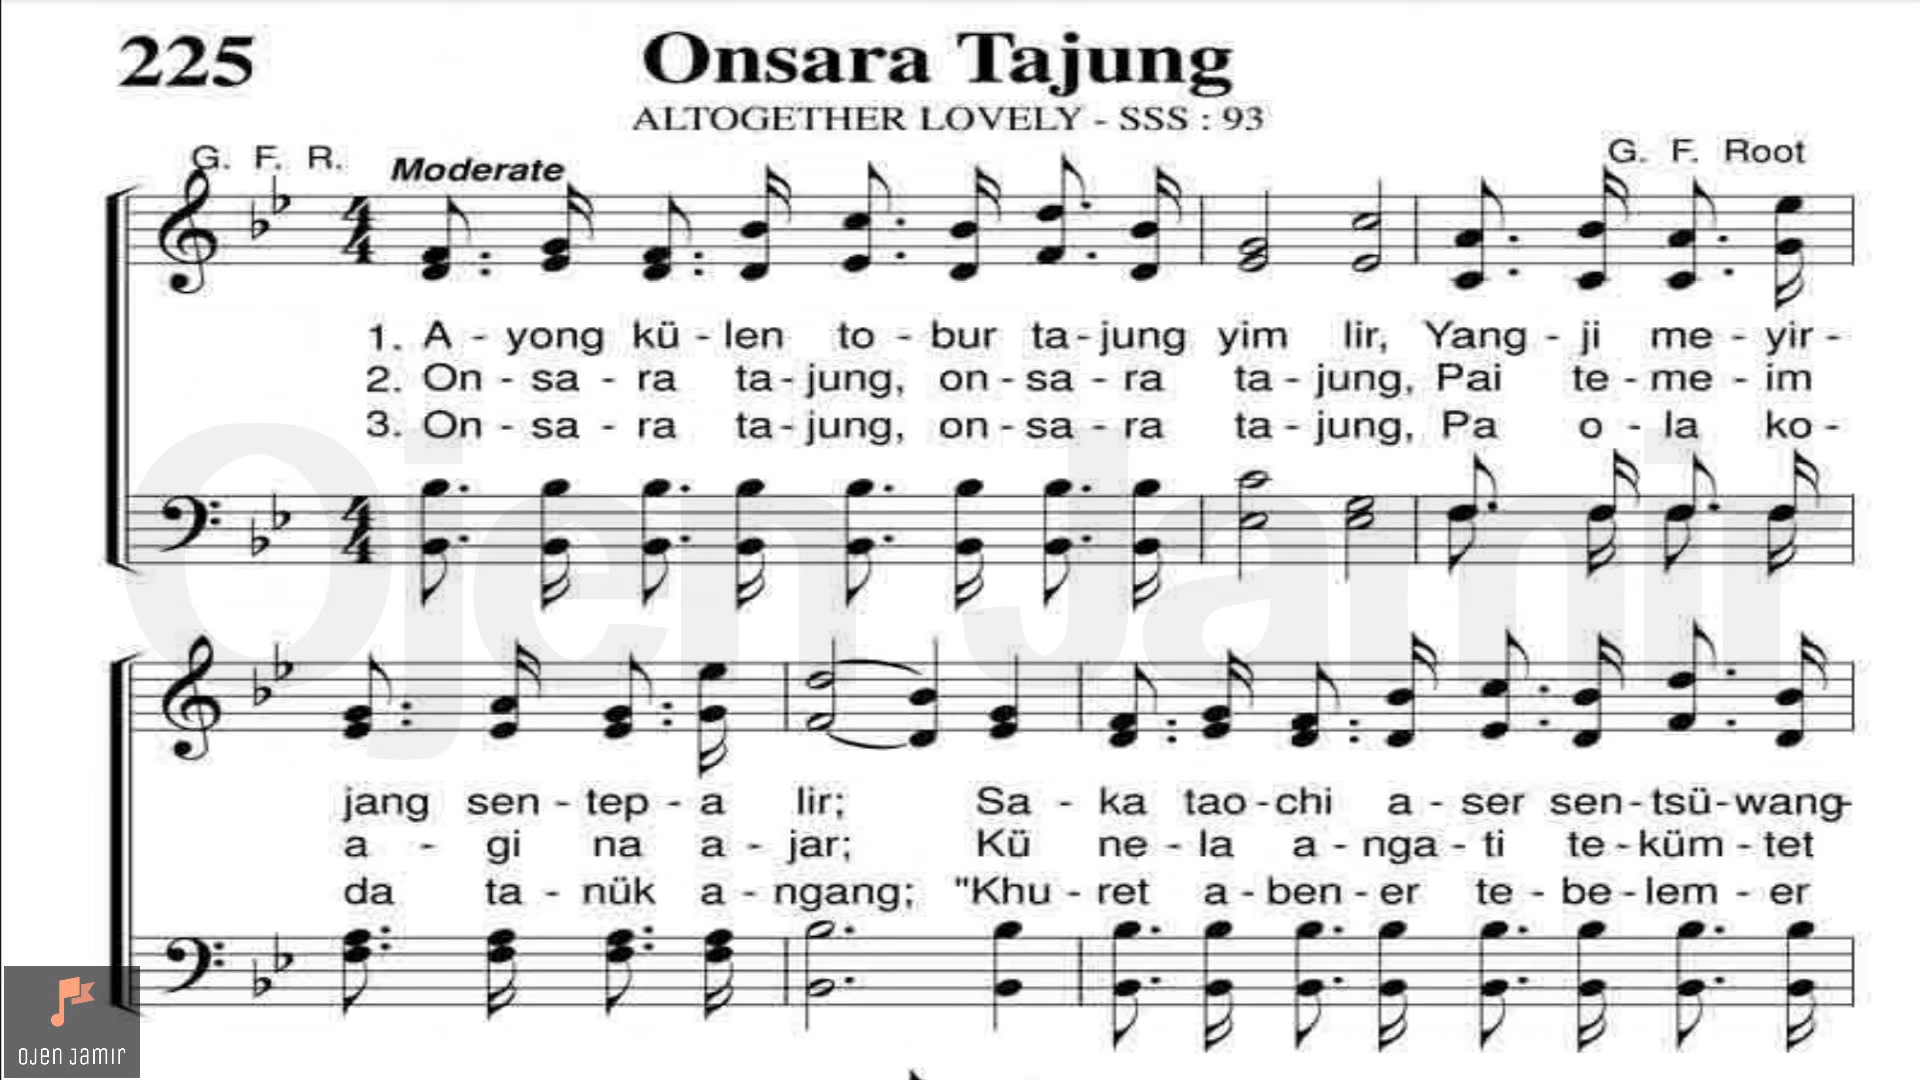 225
Onsara Tajung
ALTOGETHER LOVELY - SSS : 93
G. F. R.
Moderate
G. F. Root
1. A - yong kü - len to - bur ta - jung yim lir, Yang - ji me - yir -
2. On - sa - ra ta - jung, on - sa - ra ta - jung, Pai te - me - im
3. On - sa - ra ta - jung, on - sa - ra ta - jung, Pa o - la ko -
Ojen Jamir
jang sen - tep - a lir; Sa - ka tao - chi a - ser sen - tsü - wang-
a - gi na a - jar; Kü ne - la a - nga - ti te - küm - tet
da ta - nük a - ngang; "Khu - ret a - ben - er te - be - lem - er
OJEN JAMIR